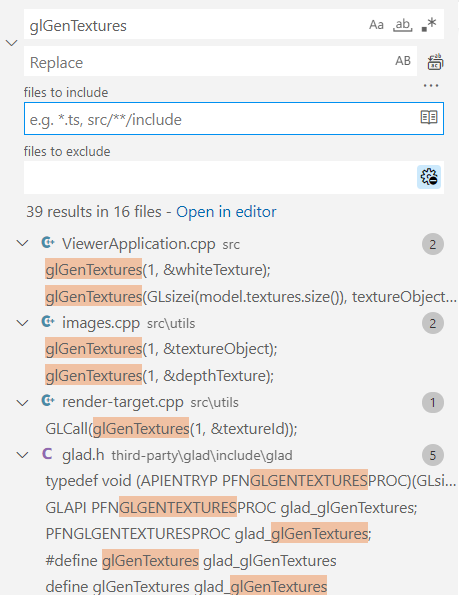 glGenTextures
Aa ab .*
Replace
AB
...
files to include
e.g. *.ts, src/**/include
files to exclude
39 results in 16 files - Open in editor
ViewerApplication.cpp src 2
glGenTextures(1, &whiteTexture);
glGenTextures(GLsizei(model.textures.size()), textureObject...
images.cpp src\utils 2
glGenTextures(1, &textureObject);
glGenTextures(1, &depthTexture);
render-target.cpp src\utils 1
GLCall(glGenTextures(1, &textureId));
C glad.h third-party\glad\include\glad 5
typedef void (APIENTRYP PFNGLGENTEXTURESPROC)(GLsi...
GLAPI PFNGLGENTEXTURESPROC glad_glGenTextures;
PFNGLGENTEXTURESPROC glad_glGenTextures;
#define glGenTextures glad_glGenTextures
define glGenTextures glad_glGenTextures